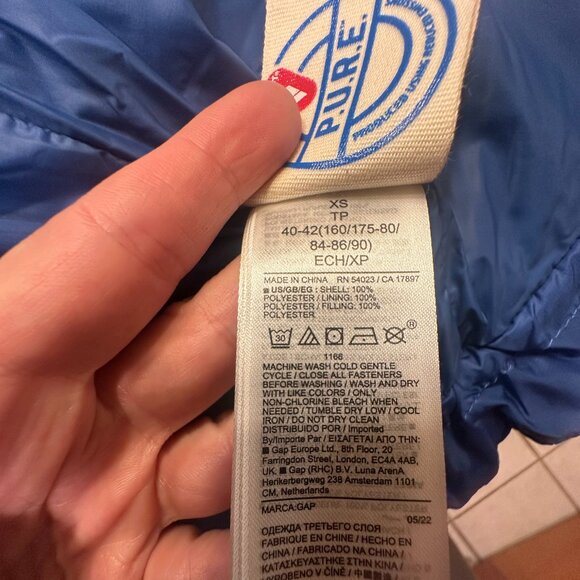 P.U.R.E.
XS
TP
40-42(160/175-80/
84-86/90)
ECH/XP
MADE IN CHINA RN 54023 / CA 17897
US/GB/EG : SHELL: 100%
POLYESTER / LINING: 100%
POLYESTER / FILLING: 100%
POLYESTER
30
®
1166
MACHINE WASH COLD GENTLE
CYCLE / CLOSE ALL FASTENERS
BEFORE WASHING / WASH AND DRY
WITH LIKE COLORS / ONLY
NON-CHLORINE BLEACH WHEN
NEEDED / TUMBLE DRY LOW / COOL
IRON / DO NOT DRY CLEAN
DISTRIBUIDO POR / Imported
By/Importe Par / ΕΙΣΑΓΕΤΑΙ ΑΠΟ ΤΗΝ:
Gap Europe Ltd., 8th Floor, 20
Farringdon Street, London, EC4A 4AB,
UK Gap (RHC) B.V. Luna ArenA
Herikerbergweg 238 Amsterdam 1101
CM, Netherlands
MARCA:GAP
05/22
ОДЕЖДА ТРЕТЬЕГО СЛОЯ
FABRIQUE EN CHINE / HECHO EN
CHINA / FABRICADO NA CHINA /
ΚΑΤΑΣΚΕΥΑΣΤΗΚΕ ΣΤΗΝ ΚΙΝΑ /
VYROBENO V ČÍNĚ /